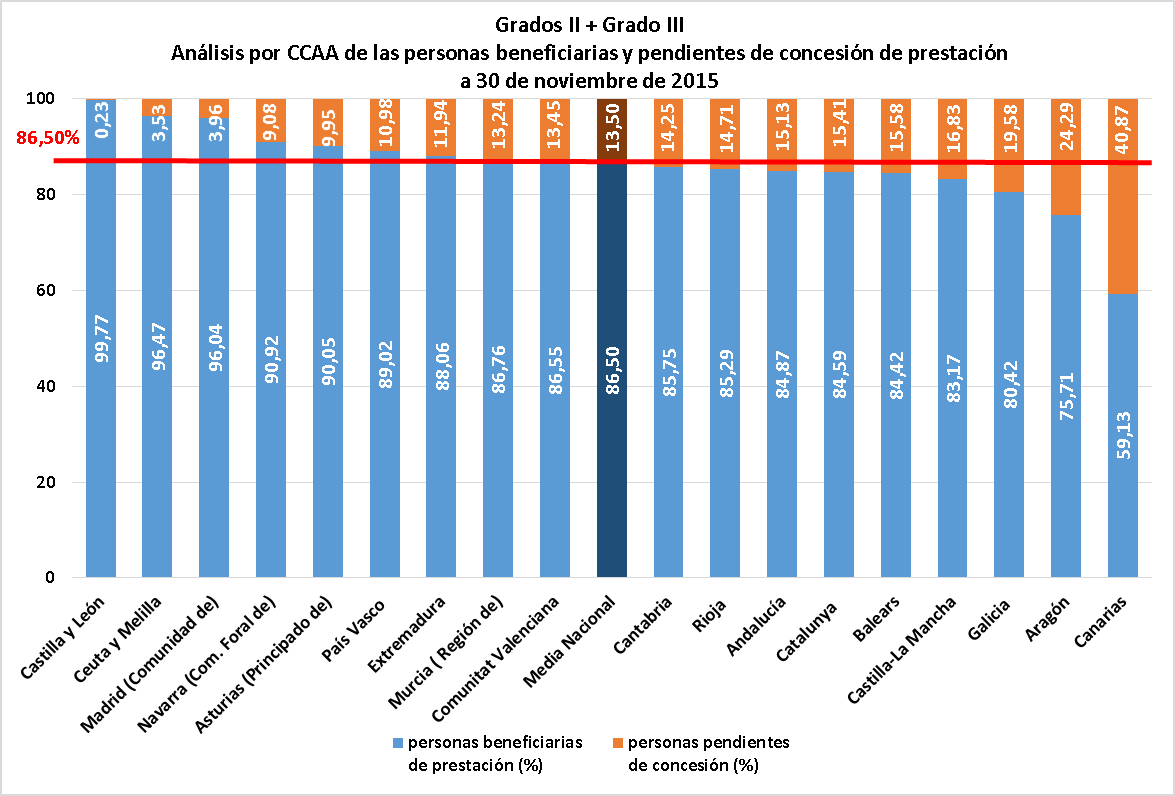 Grados II + Grado III
Análisis por CCAA de las personas beneficiarias y pendientes de concesión de prestación
a 30 de noviembre de 2015
100
86,50%
80
60
40
20
0
0,23
3,53
3,96
9,08
9,95
10,98
11,94
13,24
13,45
13,50
14,25
14,71
15,13
15,41
15,58
16,83
19,58
24,29
40,87
99,77
96,47
96,04
90,92
90,05
89,02
88,06
86,76
86,55
86,50
85,75
85,29
84,87
84,59
84,42
83,17
80,42
75,71
59,13
Castilla y León
Ceuta y Melilla
Madrid (Comunidad de)
Navarra (Com. Foral de)
Asturias (Principado de)
País Vasco
Extremadura
Murcia ( Región de)
Comunitat Valenciana
Media Nacional
Cantabria
Rioja
Andalucía
Catalunya
Balears
Castilla-La Mancha
Galicia
Aragón
Canarias
personas beneficiarias
de prestación (%)
personas pendientes
de concesión (%)